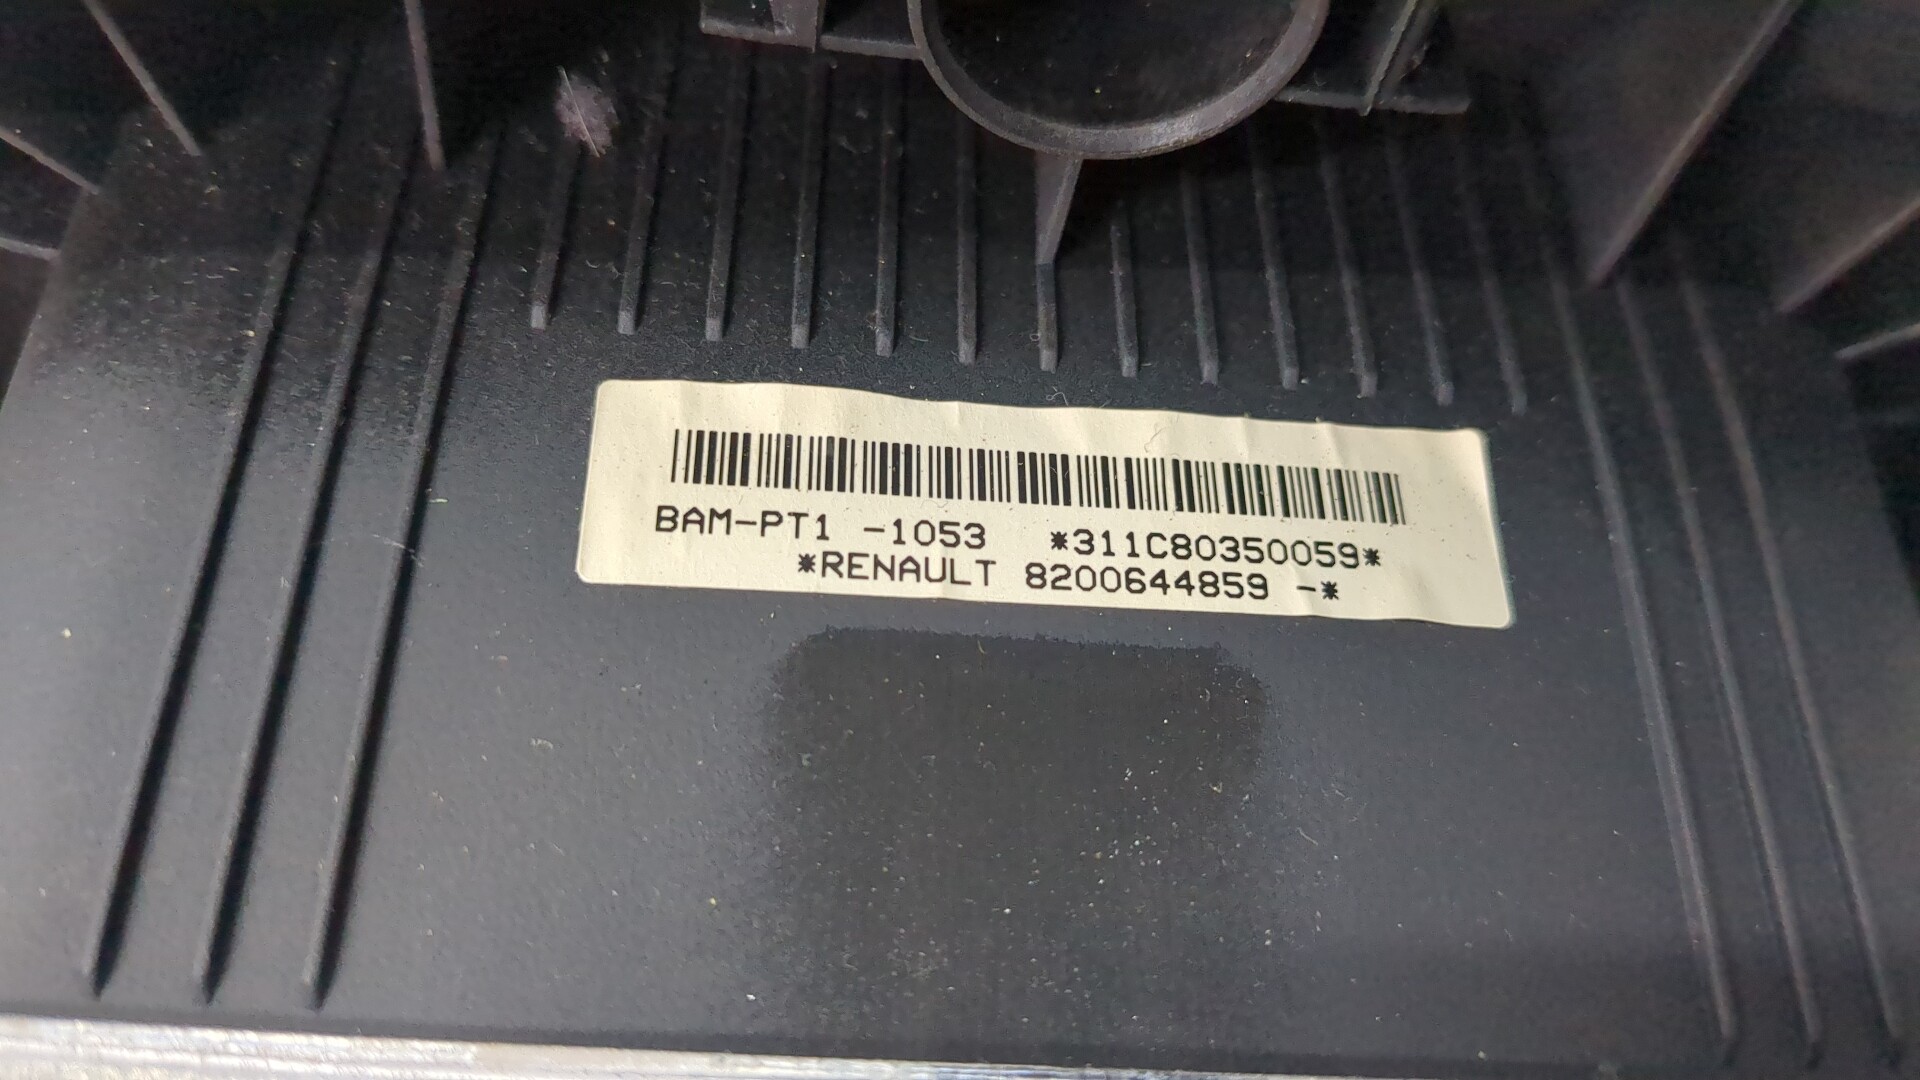 BAM-PT1 -1053 *311C80350059*
*RENAULT 8200644859 -*